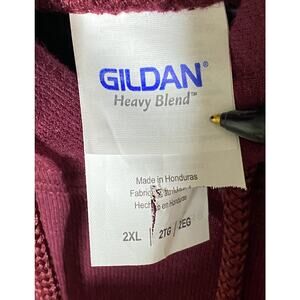 GILDAN®
Heavy Blend™
Made in Honduras
Hecho en Honduras
2XL 2TG / 2EG